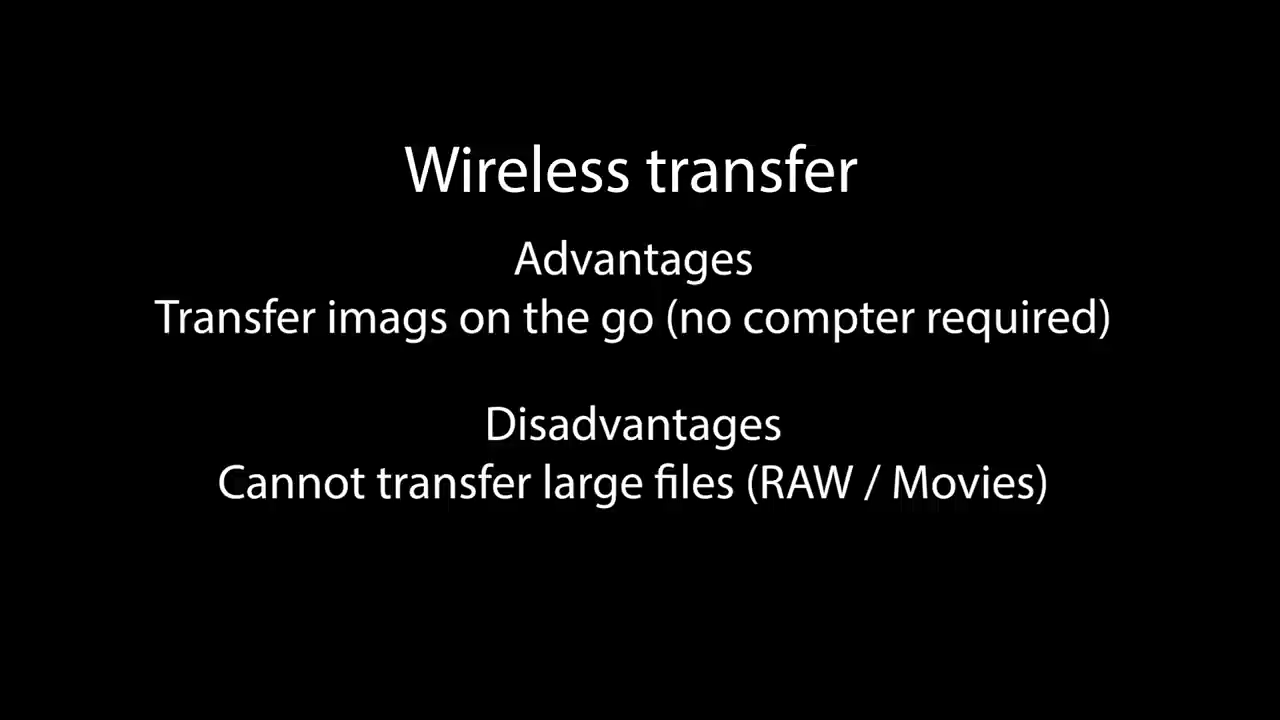 Wireless transfer
Advantages
Transfer imags on the go (no compter required)
Disadvantages
Cannot transfer large files (RAW / Movies)